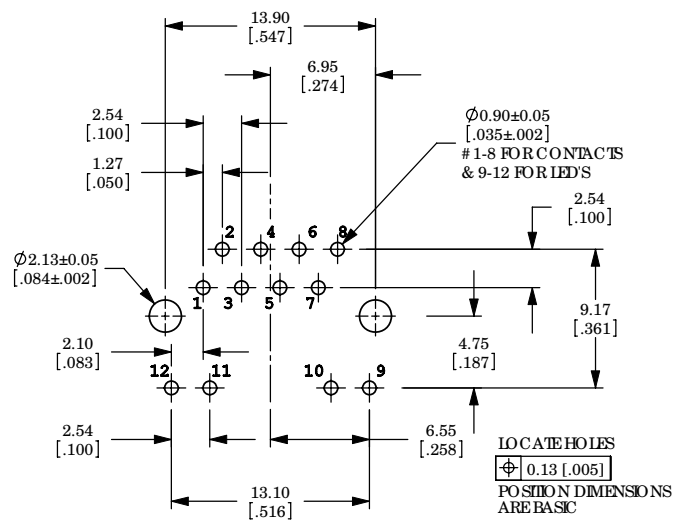 13.90
[.547]
6.95
[.274]
2.54
[.100]
Ø0.90±0.05
[.035±.002]
#1-8 FOR CONTACTS
& 9-12 FOR LED'S
1.27
[.050]
2.54
[.100]
2 4 6 8
Ø2.13±0.05
[.084±.002]
1 3 5 7
9.17
[.361]
2.10
[.083]
4.75
[.187]
12 11 10 9
2.54
[.100]
6.55
[.258]
LOCATE HOLES
⌖ 0.13 [.005]
POSITION DIMENSIONS
ARE BASIC
13.10
[.516]